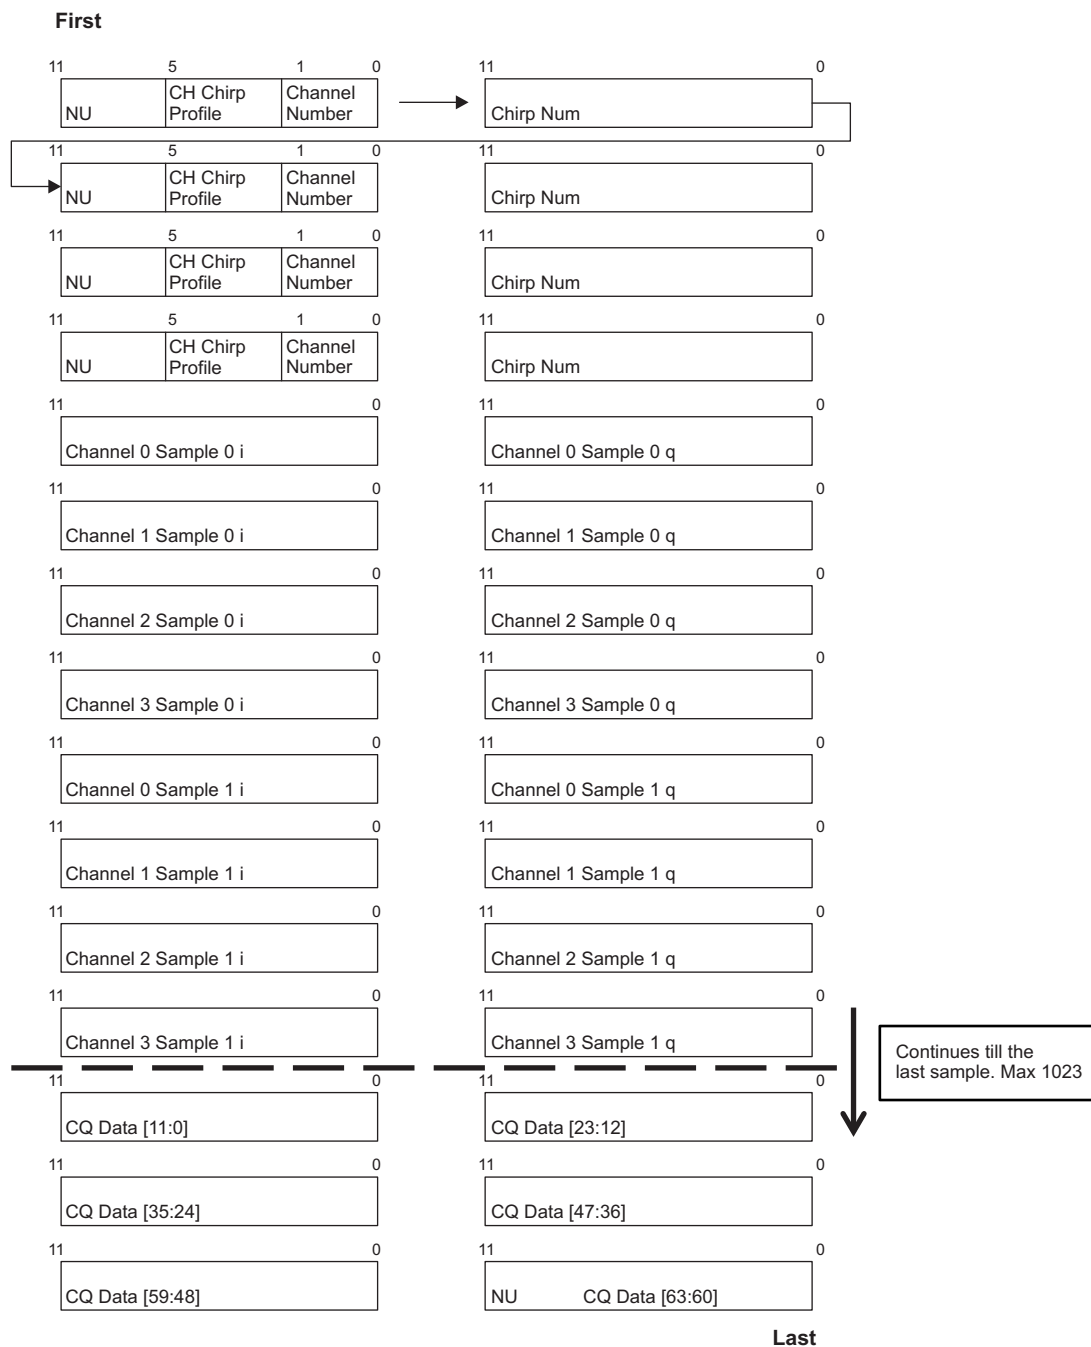 First
11 5 1 0 11 0
NU CH Chirp Profile Channel Number Chirp Num
11 5 1 0 11 0
NU CH Chirp Profile Channel Number Chirp Num
11 5 1 0 11 0
NU CH Chirp Profile Channel Number Chirp Num
11 5 1 0 11 0
NU CH Chirp Profile Channel Number Chirp Num
11 0 11 0
Channel 0 Sample 0 i Channel 0 Sample 0 q
11 0 11 0
Channel 1 Sample 0 i Channel 1 Sample 0 q
11 0 11 0
Channel 2 Sample 0 i Channel 2 Sample 0 q
11 0 11 0
Channel 3 Sample 0 i Channel 3 Sample 0 q
11 0 11 0
Channel 0 Sample 1 i Channel 0 Sample 1 q
11 0 11 0
Channel 1 Sample 1 i Channel 1 Sample 1 q
11 0 11 0
Channel 2 Sample 1 i Channel 2 Sample 1 q
11 0 11 0
Channel 3 Sample 1 i Channel 3 Sample 1 q
Continues till the
last sample. Max 1023
11 0 11 0
CQ Data [11:0] CQ Data [23:12]
11 0 11 0
CQ Data [35:24] CQ Data [47:36]
11 0 11 0
CQ Data [59:48] NU CQ Data [63:60]
Last